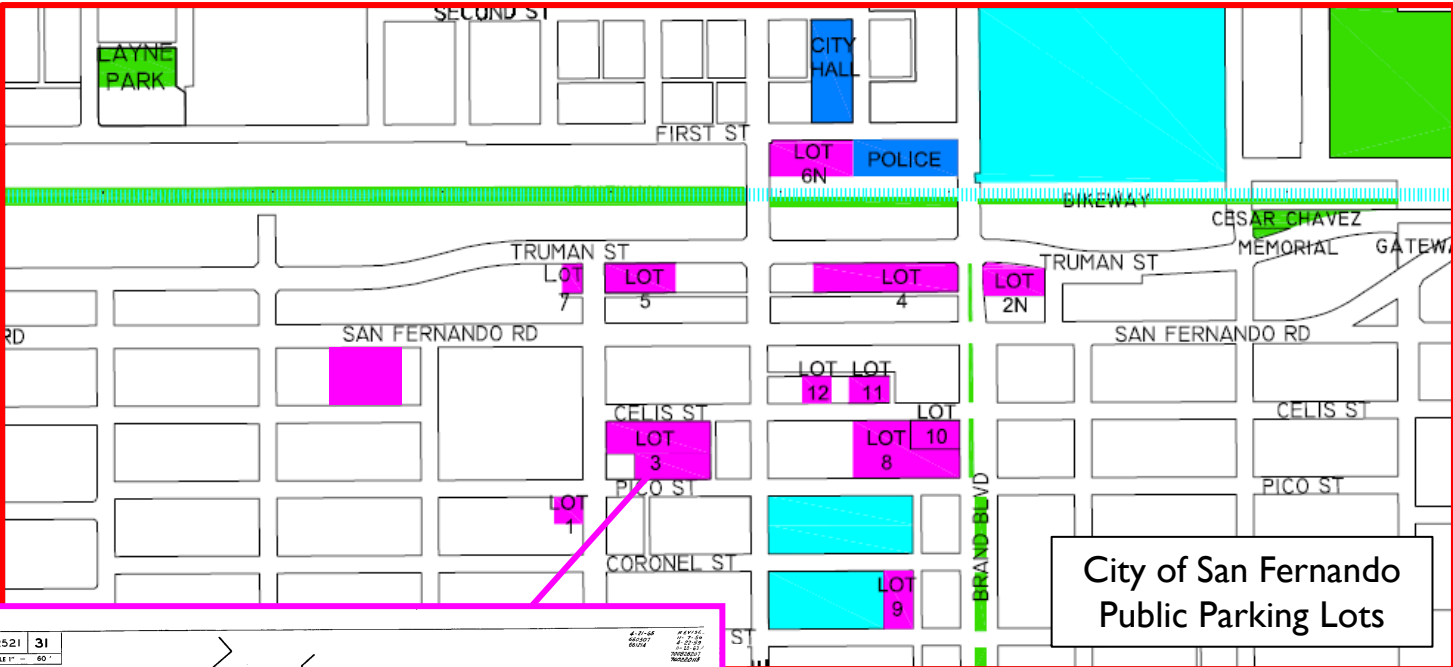 SECOND ST
LAYNE
PARK
CITY
HALL
FIRST ST
LOT
6N
POLICE
BIKEWAY
CESAR CHAVEZ
MEMORIAL
TRUMAN ST
LOT
7
LOT
5
LOT
4
LOT
2N
TRUMAN ST
RD
SAN FERNANDO RD
SAN FERNANDO RD
LOT
12
LOT
11
CELIS ST
LOT
10
CELIS ST
LOT
3
LOT
8
PICO ST
PICO ST
LOT
1
BRAND BLVD
CORONEL ST
LOT
9
ST
City of San Fernando
Public Parking Lots
2521 31
60'